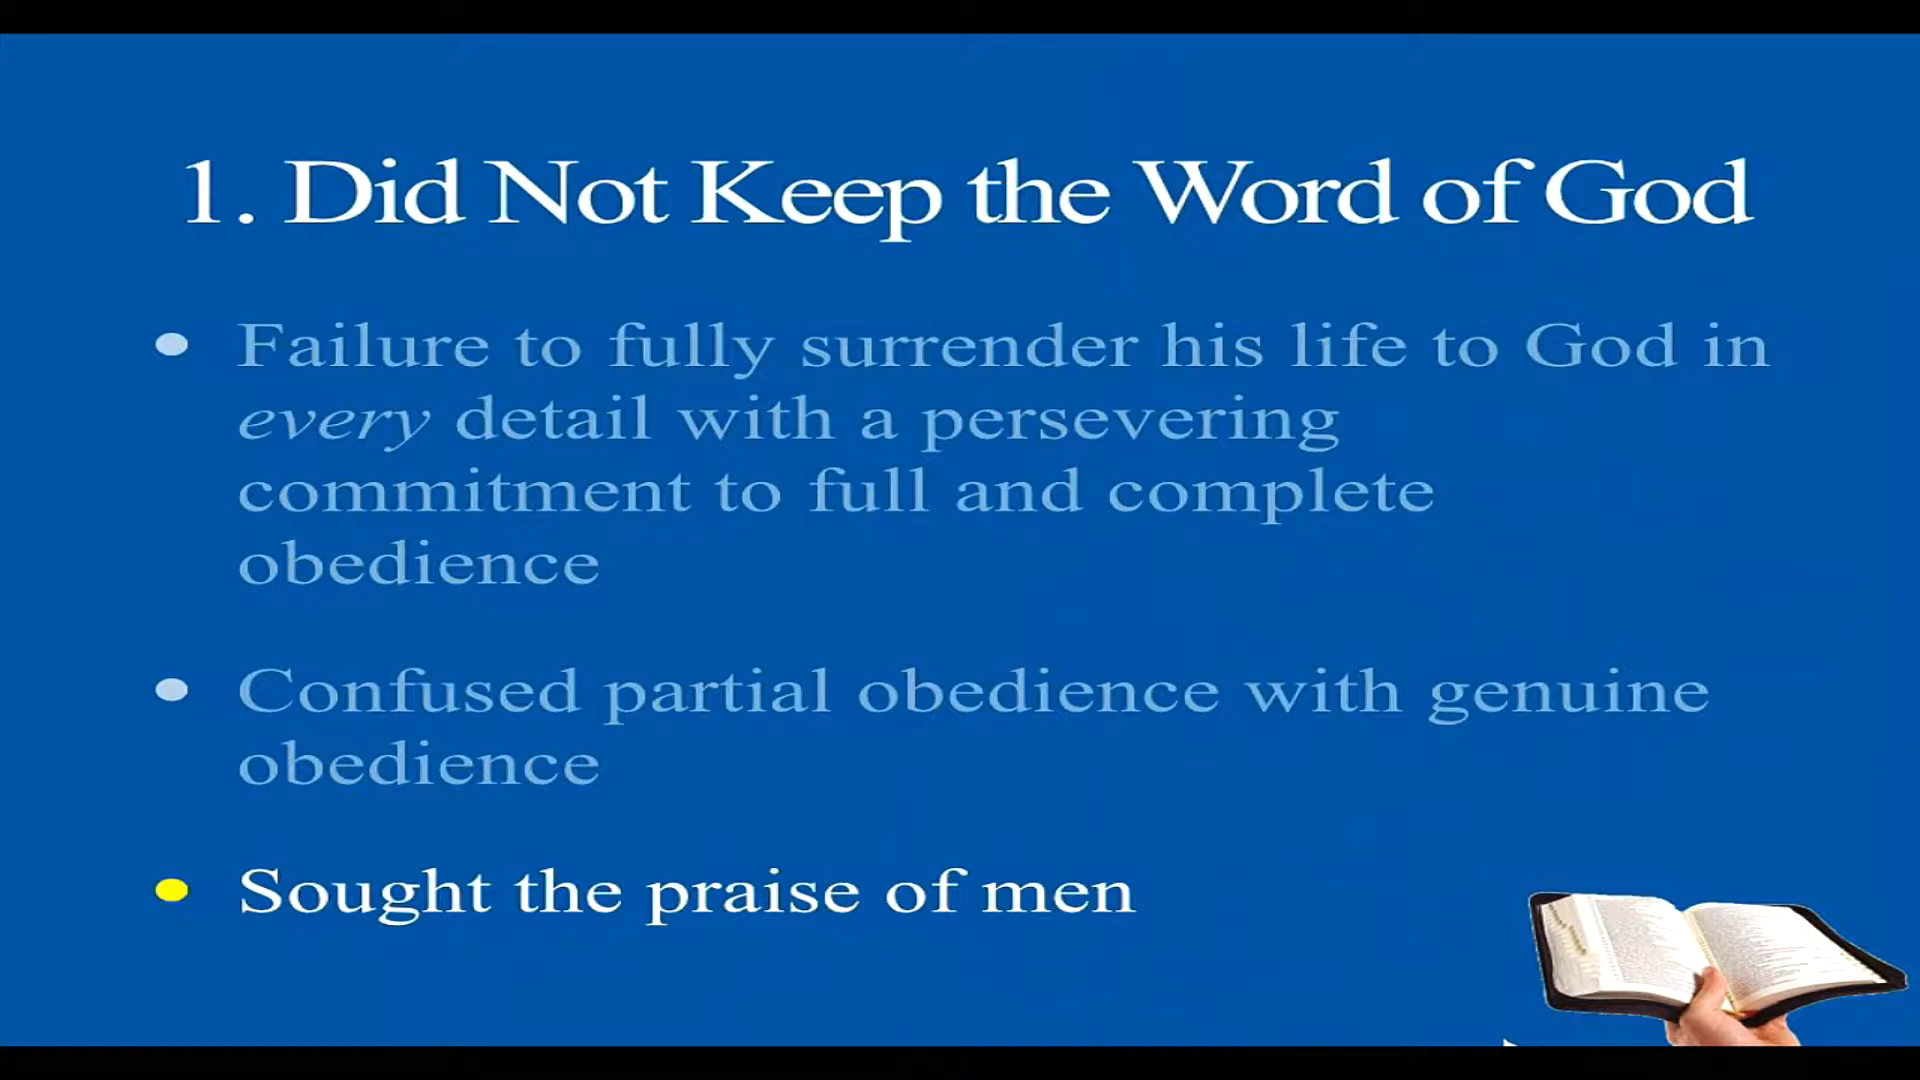 1. Did Not Keep the Word of God
• Failure to fully surrender his life to God in
every detail with a persevering
commitment to full and complete
obedience
• Confused partial obedience with genuine
obedience
• Sought the praise of men